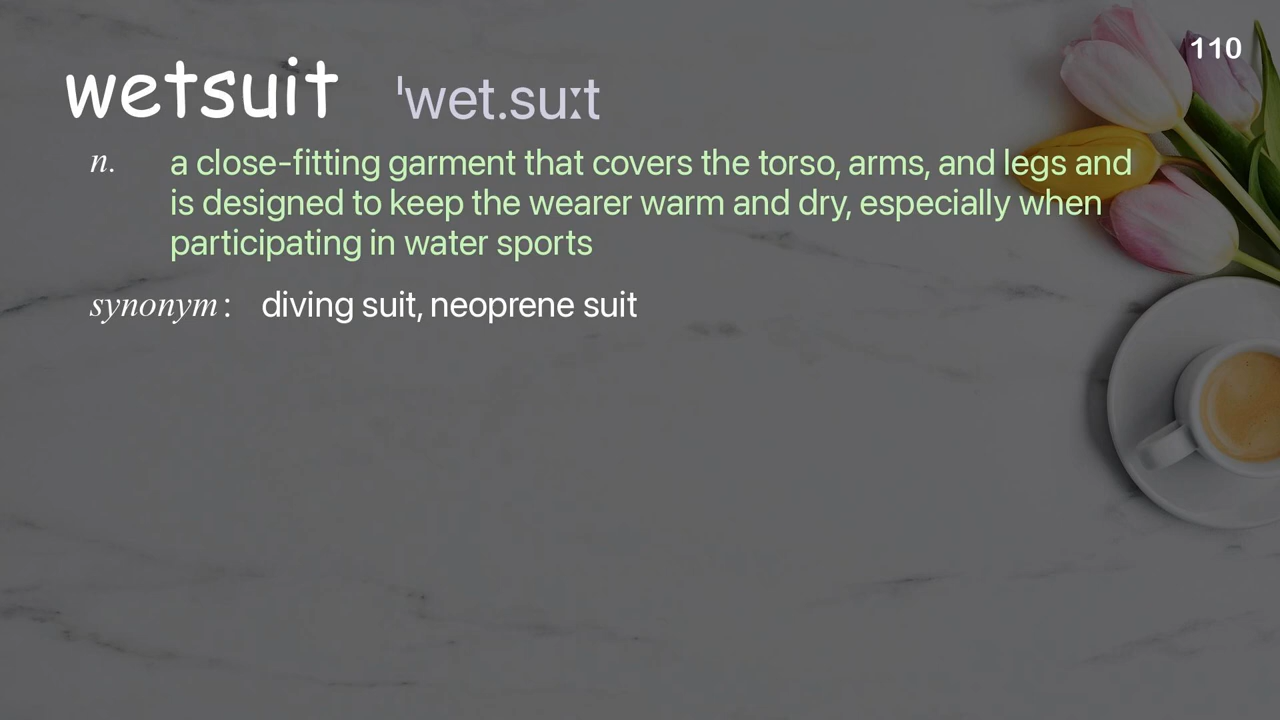 110
wetsuit ˈwet.suːt
n. a close-fitting garment that covers the torso, arms, and legs and
is designed to keep the wearer warm and dry, especially when
participating in water sports
synonym: diving suit, neoprene suit